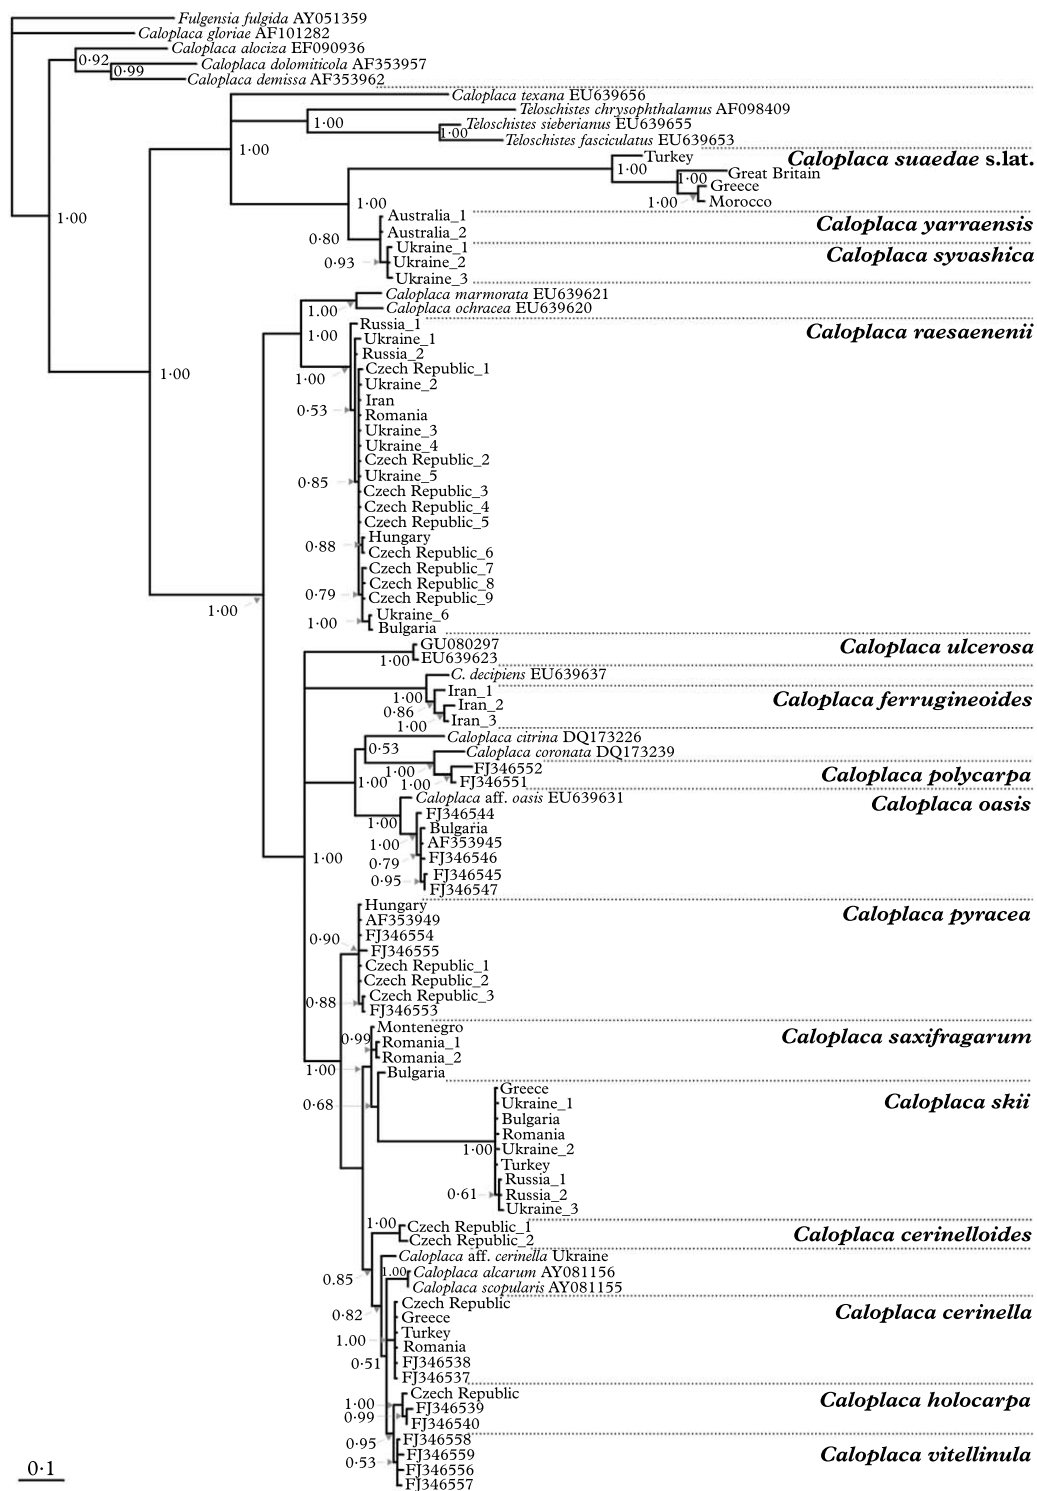 Fulgensia fulgida AY051359
Caloplaca gloriae AF101282
Caloplaca alociza EF090936
0·92
Caloplaca dolomiticola AF353957
0·99
Caloplaca demissa AF353962
Caloplaca texana EU639656
Teloschistes chrysophthalamus AF098409
1·00
Teloschistes sieberianus EU639655
1·00
Teloschistes fasciculatus EU639653
1·00
Turkey
Caloplaca suaedae s.lat.
1·00
Great Britain
1·00
Greece
1·00
Morocco
1·00
Australia_1
1·00
Caloplaca yarraensis
Australia_2
0·80
Ukraine_1
Caloplaca syvashica
Ukraine_2
0·93
Ukraine_3
Caloplaca marmorata EU639621
1.00
Caloplaca ochracea EU639620
Russia_1
Caloplaca raesaenenii
1·00
Ukraine_1
Russia_2
Czech Republic_1
1·00
1·00
Ukraine_2
Iran
0·53
Romania
Ukraine_3
Ukraine_4
Czech Republic_2
Ukraine_5
0·85
Czech Republic_3
Czech Republic_4
Czech Republic_5
Hungary
0·88
Czech Republic_6
Czech Republic_7
Czech Republic_8
0·79
Czech Republic_9
1·00
Ukraine_6
1·00
Bulgaria
GU080297
Caloplaca ulcerosa
1·00
EU639623
C. decipiens EU639637
Iran_1
1·00
Caloplaca ferrugineoides
Iran_2
0·86
Iran_3
1·00
Caloplaca citrina DQ173226
0·53
Caloplaca coronata DQ173239
1·00
FJ346552
Caloplaca polycarpa
1·00
1·00
FJ346551
Caloplaca aff. oasis EU639631
Caloplaca oasis
FJ346544
1·00
Bulgaria
1·00
AF353945
1·00
FJ346546
0·79
FJ346545
0·95
FJ346547
Hungary
Caloplaca pyracea
AF353949
FJ346554
0·90
FJ346555
Czech Republic_1
Czech Republic_2
Czech Republic_3
0·88
FJ346553
Montenegro
Caloplaca saxifragarum
0·99
Romania_1
Romania_2
1·00
Bulgaria
Greece
0·68
Ukraine_1
Caloplaca skii
Bulgaria
Romania
1·00
Ukraine_2
Turkey
Russia_1
0·61
Russia_2
Ukraine_3
1·00
Czech Republic_1
Caloplaca cerinelloides
Czech Republic_2
Caloplaca aff. cerinella Ukraine
1.00
Caloplaca alcarum AY081156
0.85
Caloplaca scopularis AY081155
Czech Republic
Caloplaca cerinella
0·82
Greece
Turkey
1.00
Romania
0·51
FJ346538
FJ346537
Czech Republic
Caloplaca holocarpa
1·00
FJ346539
0·99
FJ346540
0·95
FJ346558
Caloplaca vitellinula
FJ346559
0·53
FJ346556
0·1
FJ346557